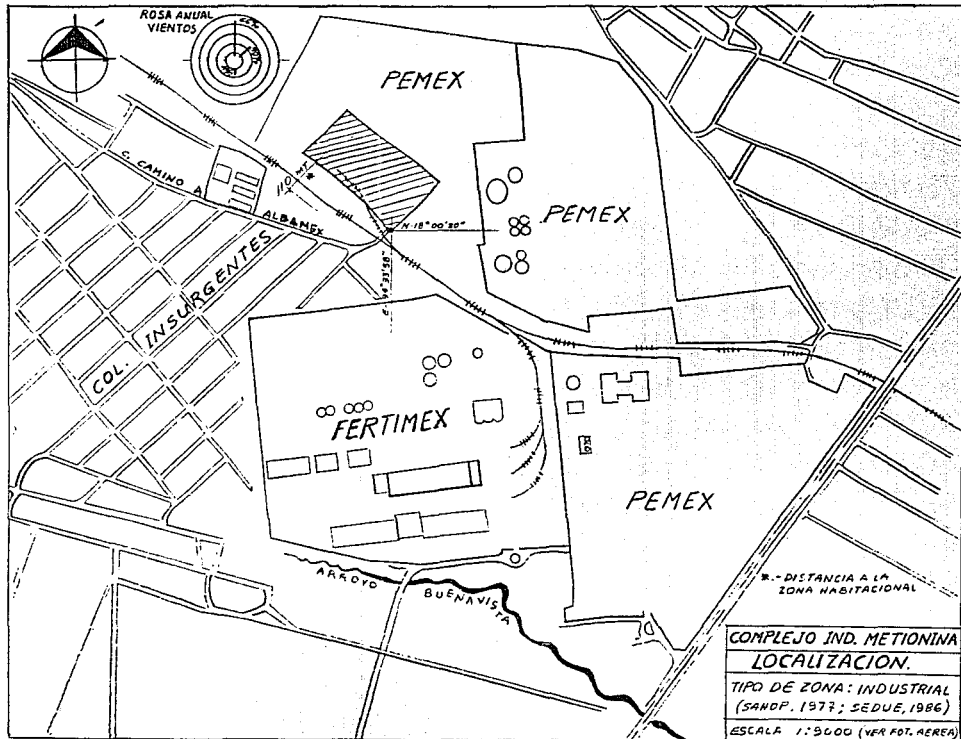 ROSA ANUAL
VIENTOS
PEMEX
C. CAMINO A
ALBAMEX
110 MT
*
N-18°00'20"
PEMEX
COL. INSURGENTES
FERTIMEX
PEMEX
ARROYO BUENAVISTA
*.- DISTANCIA A LA
ZONA HABITACIONAL
COMPLEJO IND. METIONINA
LOCALIZACION.
TIPO DE ZONA: INDUSTRIAL
(SAHOP. 1977; SEDUE, 1986)
ESCALA 1:9000 (VER FOT. AEREA)